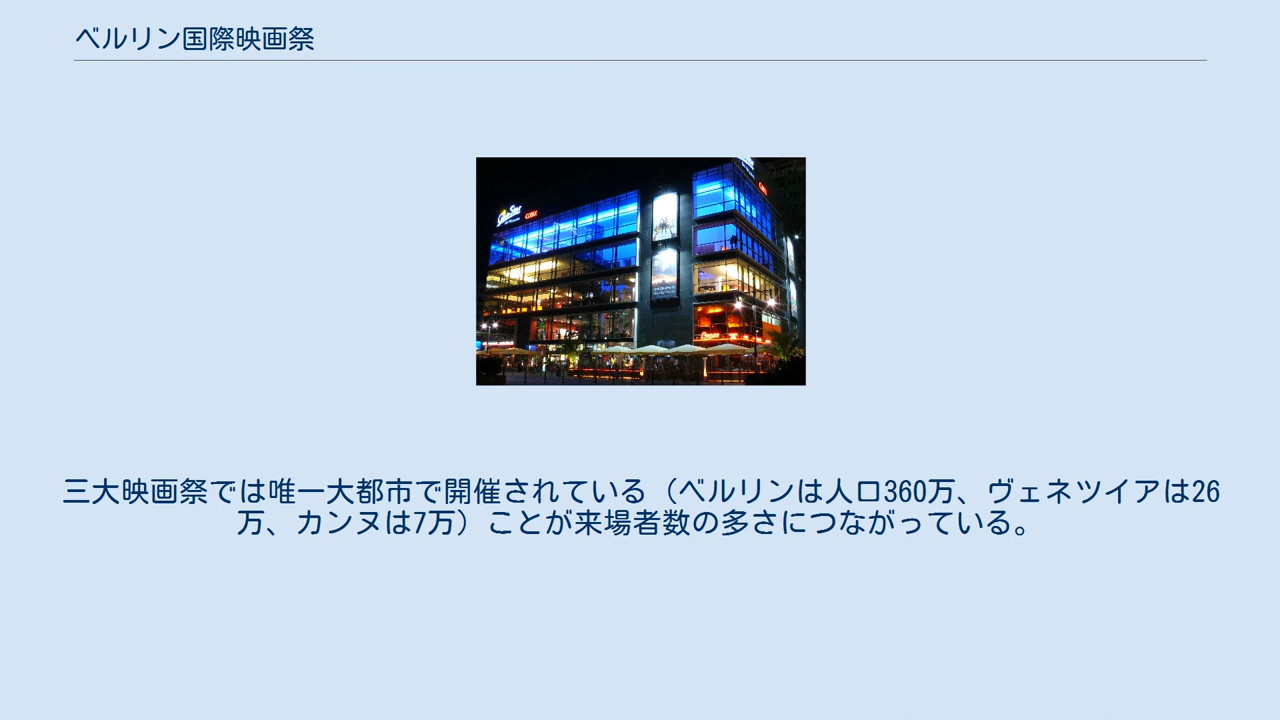 ベルリン国際映画祭
CineStar
CUBIX
三大映画祭では唯一大都市で開催されている（ベルリンは人口360万、ヴェネツイアは26
万、カンヌは7万）ことが来場者数の多さにつながっている。